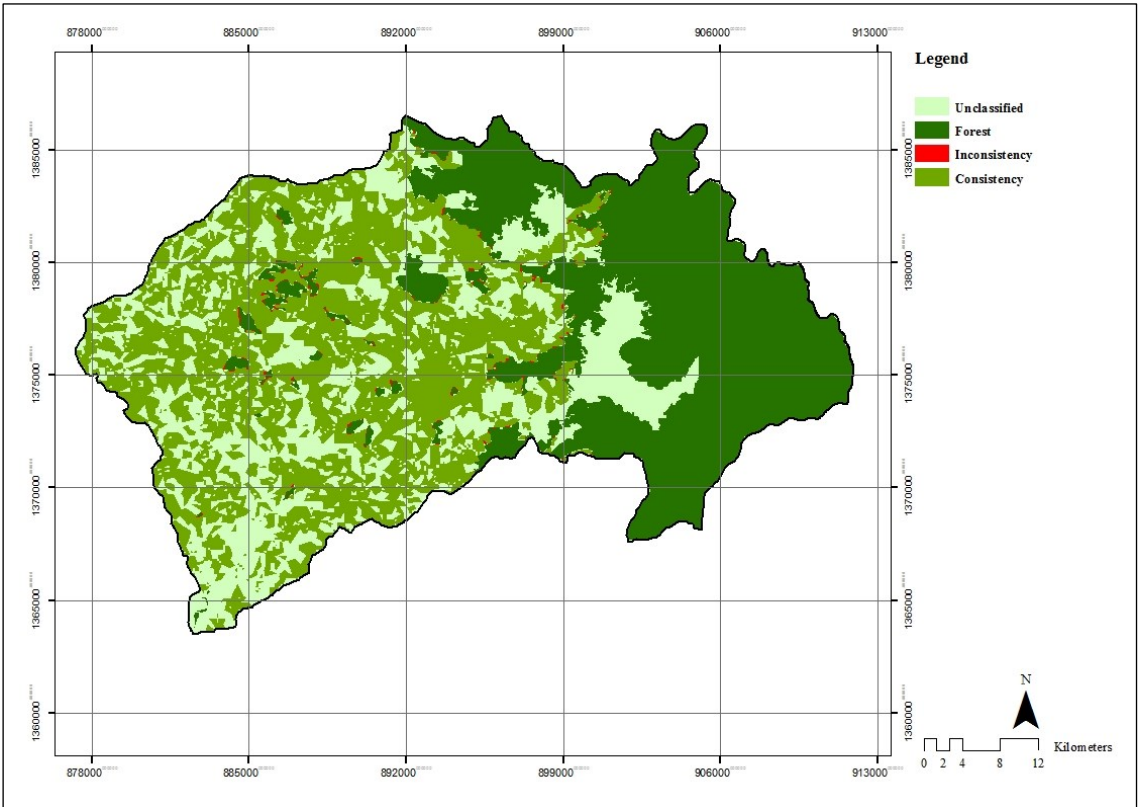 878000 885000 892000 899000 906000 913000
Legend
Unclassified
Forest
Inconsistency
Consistency
1385000 1385000
1380000 1380000
1375000 1375000
1370000 1370000
1365000 1365000
1360000 1360000
N
Kilometers
0 2 4 8 12
878000 885000 892000 899000 906000 913000